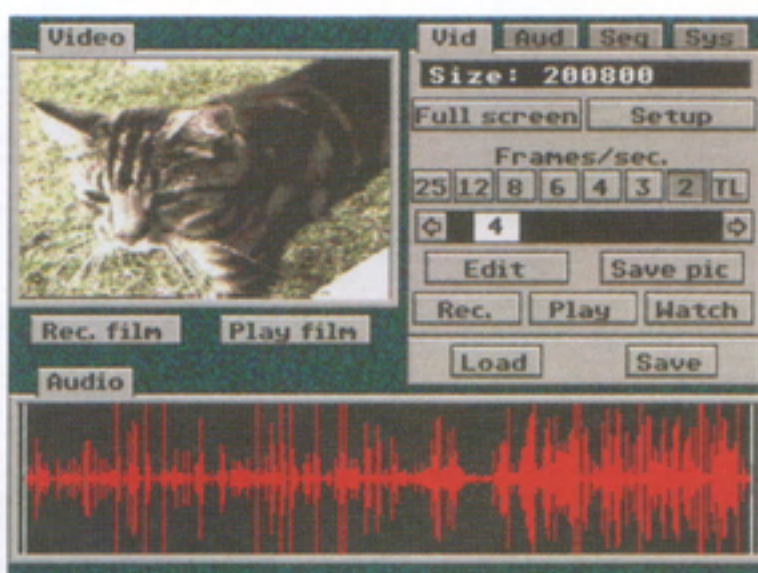 Video
Vid Aud Seq Sys
Size: 200800
Full screen Setup
Frames/sec.
25 12 8 6 4 3 2 TL
4
Edit Save pic
Rec. Play Watch
Rec. film Play film
Load Save
Audio